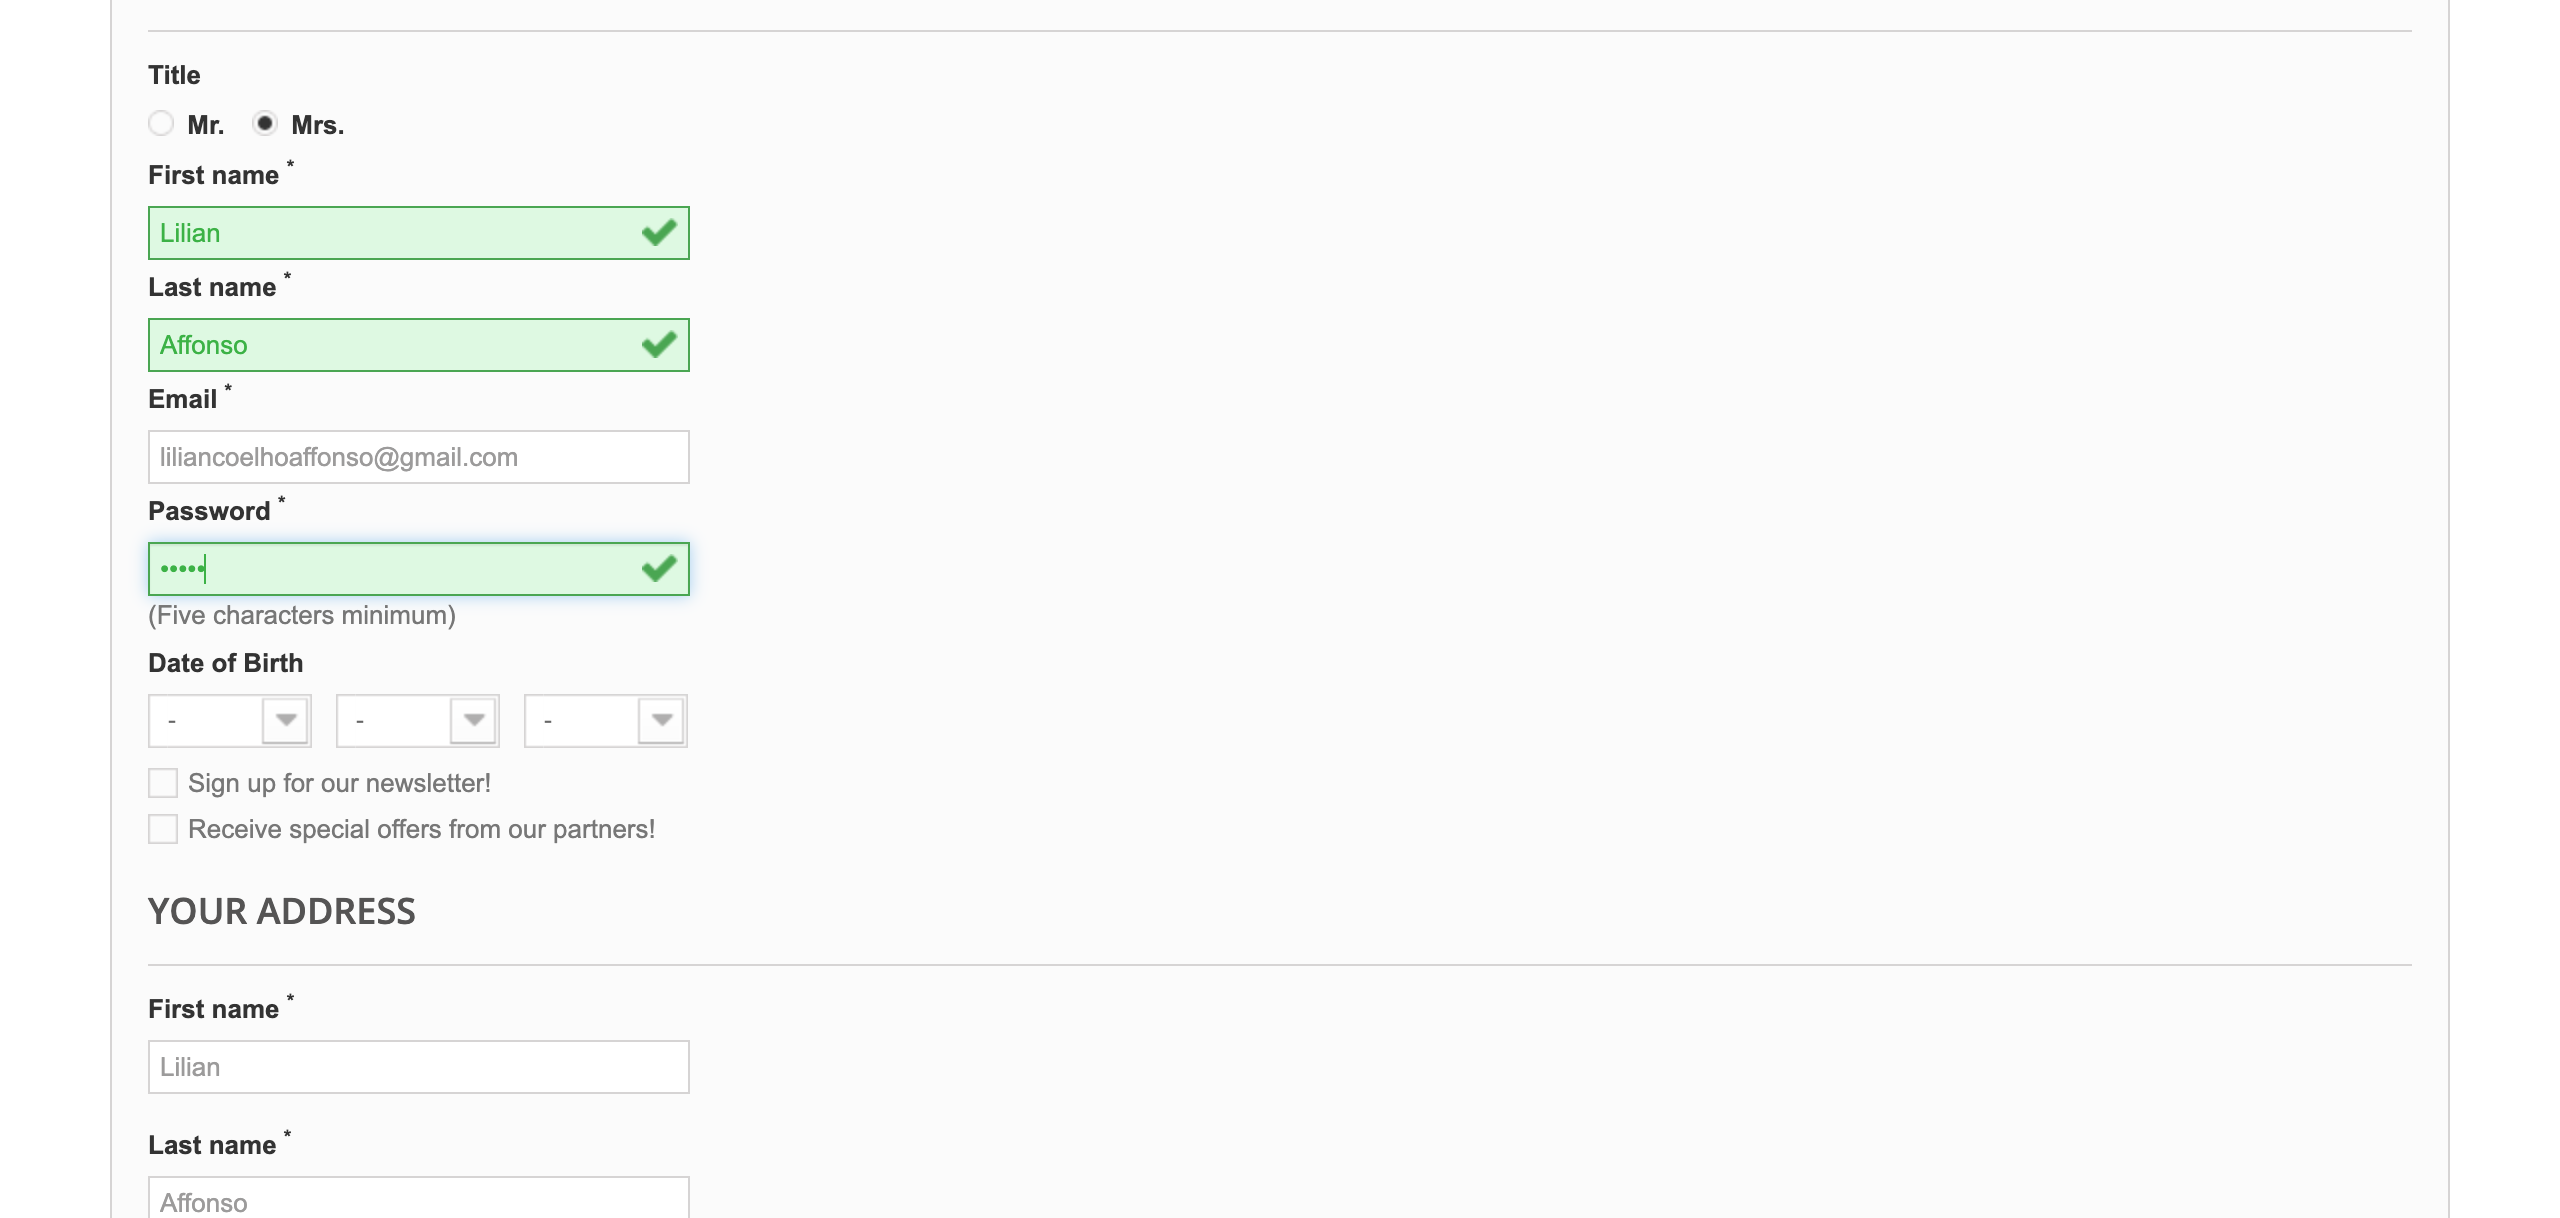 Title
Mr. Mrs.
First name *
Lilian
Last name *
Affonso
Email *
liliancoelhoaffonso@gmail.com
Password *
•••••
(Five characters minimum)
Date of Birth
- - -
Sign up for our newsletter!
Receive special offers from our partners!
YOUR ADDRESS
First name *
Lilian
Last name *
Affonso